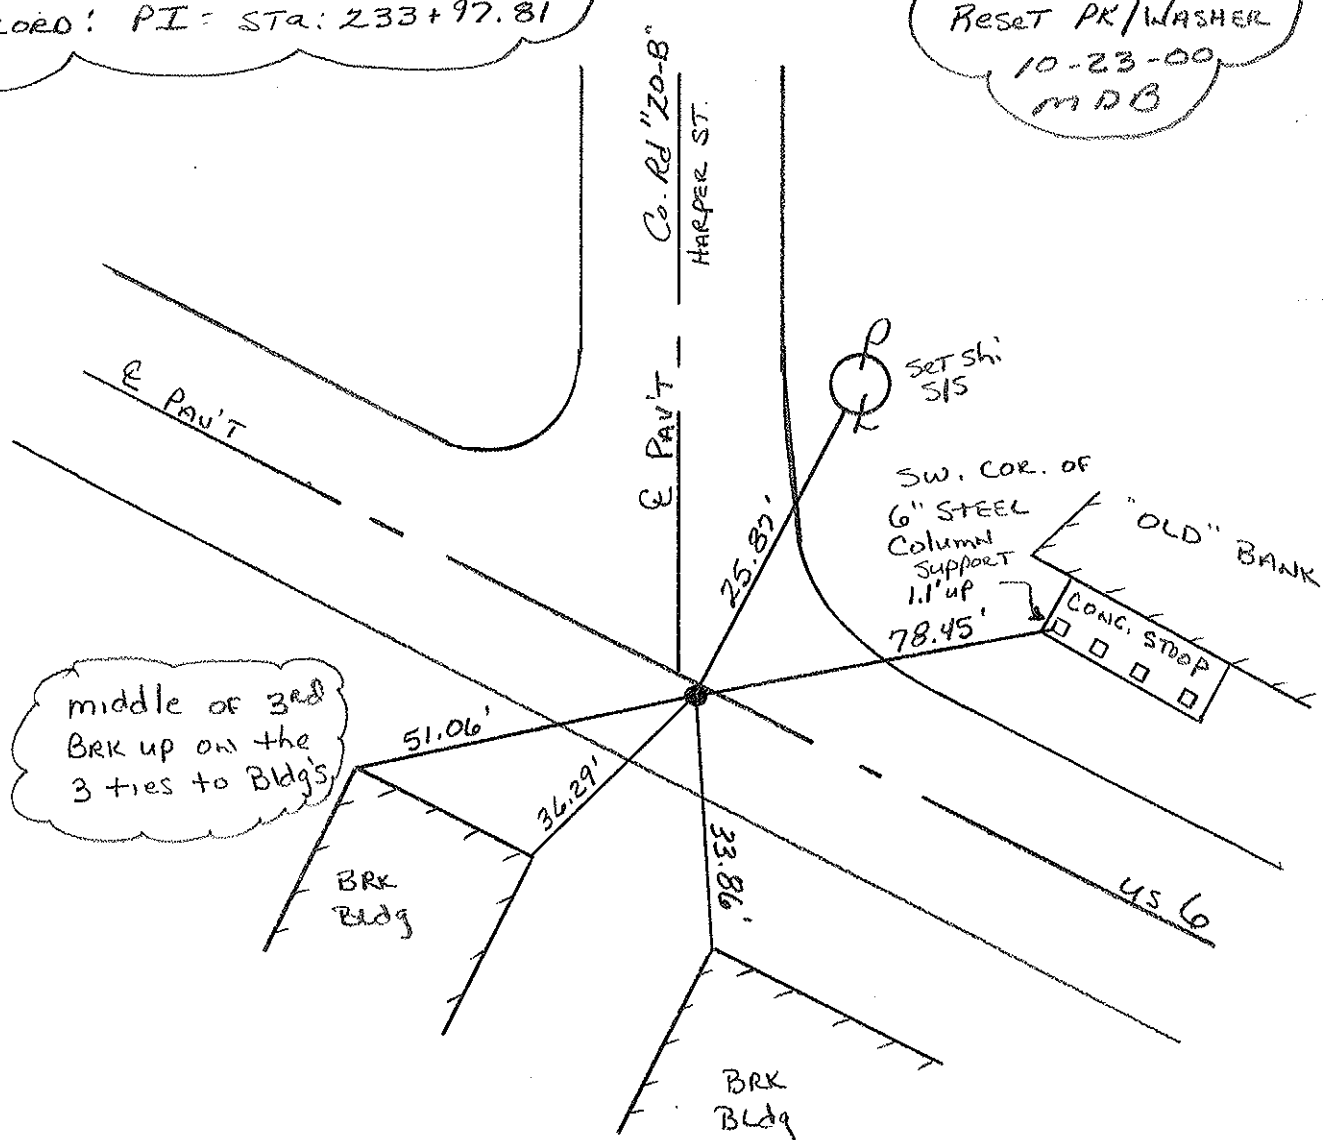 CORD: PI = STa: 233+97.81
RESET PK/WASHER
10-23-00
MDB
Co. Rd "20-B"
HARPER ST.
℄ PAV'T
℄ PAV'T
P
L
SET Shi
S/S
25.87'
SW. COR. OF
6" STEEL
Column
Support
1.1' up
"OLD" BANK
CONC. STOOP
78.45'
middle OF 3rd
BRK up on the
3 ties to Bldg's
51.06'
36.29'
33.86'
BRK
Bldg
US 6
BRK
Bldg